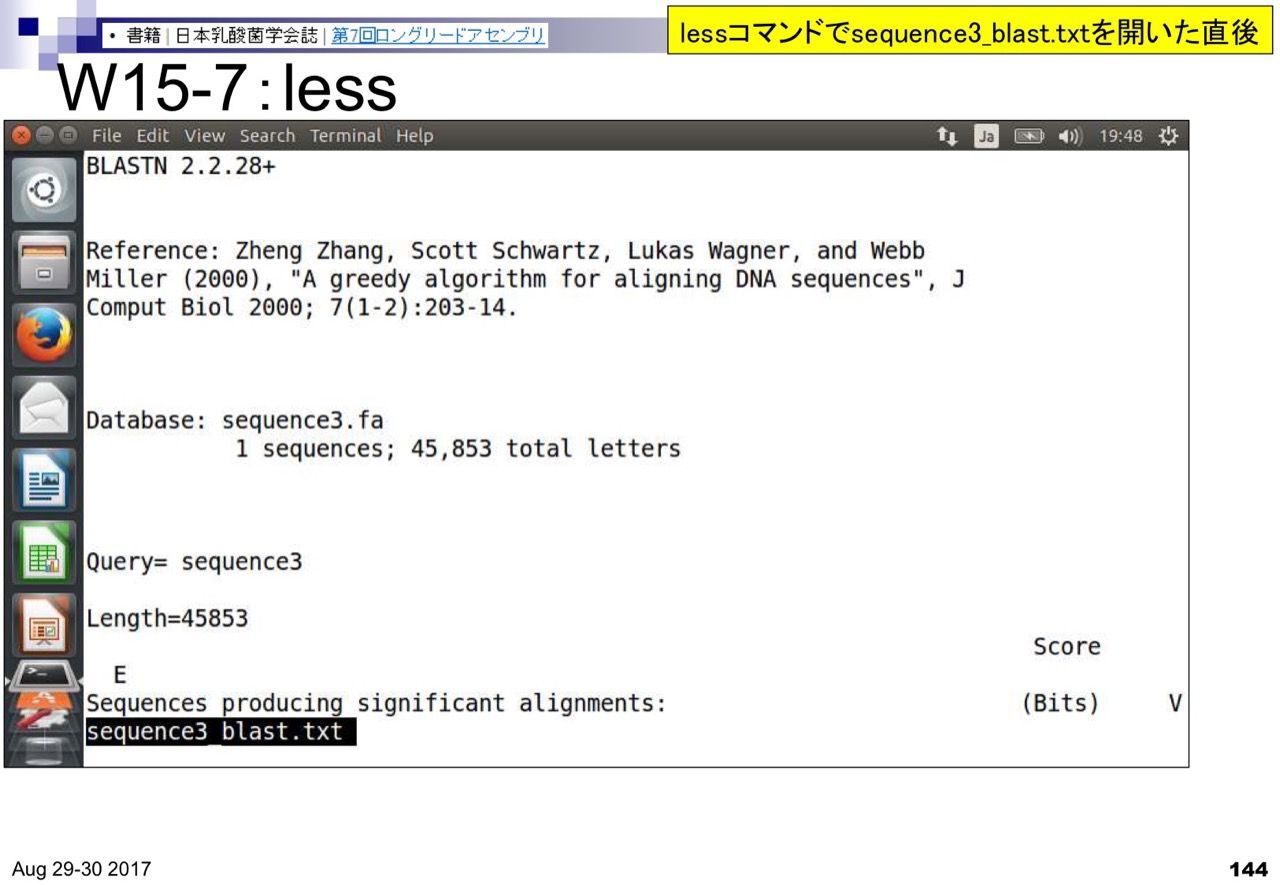 • 書籍 | 日本乳酸菌学会誌 | 第7回ロングリードアセンブリ
lessコマンドでsequence3_blast.txtを開いた直後
W15-7：less
File Edit View Search Terminal Help Ja 19:48
BLASTN 2.2.28+
Reference: Zheng Zhang, Scott Schwartz, Lukas Wagner, and Webb
Miller (2000), "A greedy algorithm for aligning DNA sequences", J
Comput Biol 2000; 7(1-2):203-14.
Database: sequence3.fa
1 sequences; 45,853 total letters
Query= sequence3
Length=45853
Score
E
Sequences producing significant alignments: (Bits) V
sequence3_blast.txt
Aug 29-30 2017
144